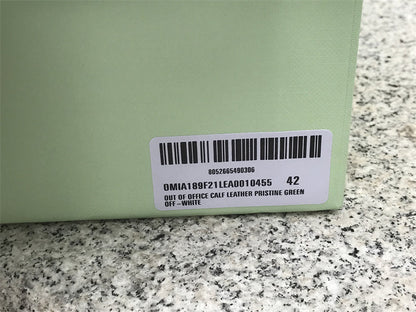 8052665490306
OMIA189F21LEA0010455 42
OUT OF OFFICE CALF LEATHER PRISTINE GREEN
OFF-WHITE